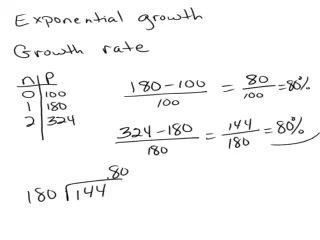 Exponential growth
Growth rate
n | P
0 | 100
1 | 180
2 | 324
180-100 / 100 = 80 / 100 = 80%
324-180 / 180 = 144 / 180 = 80%
.80
180 144